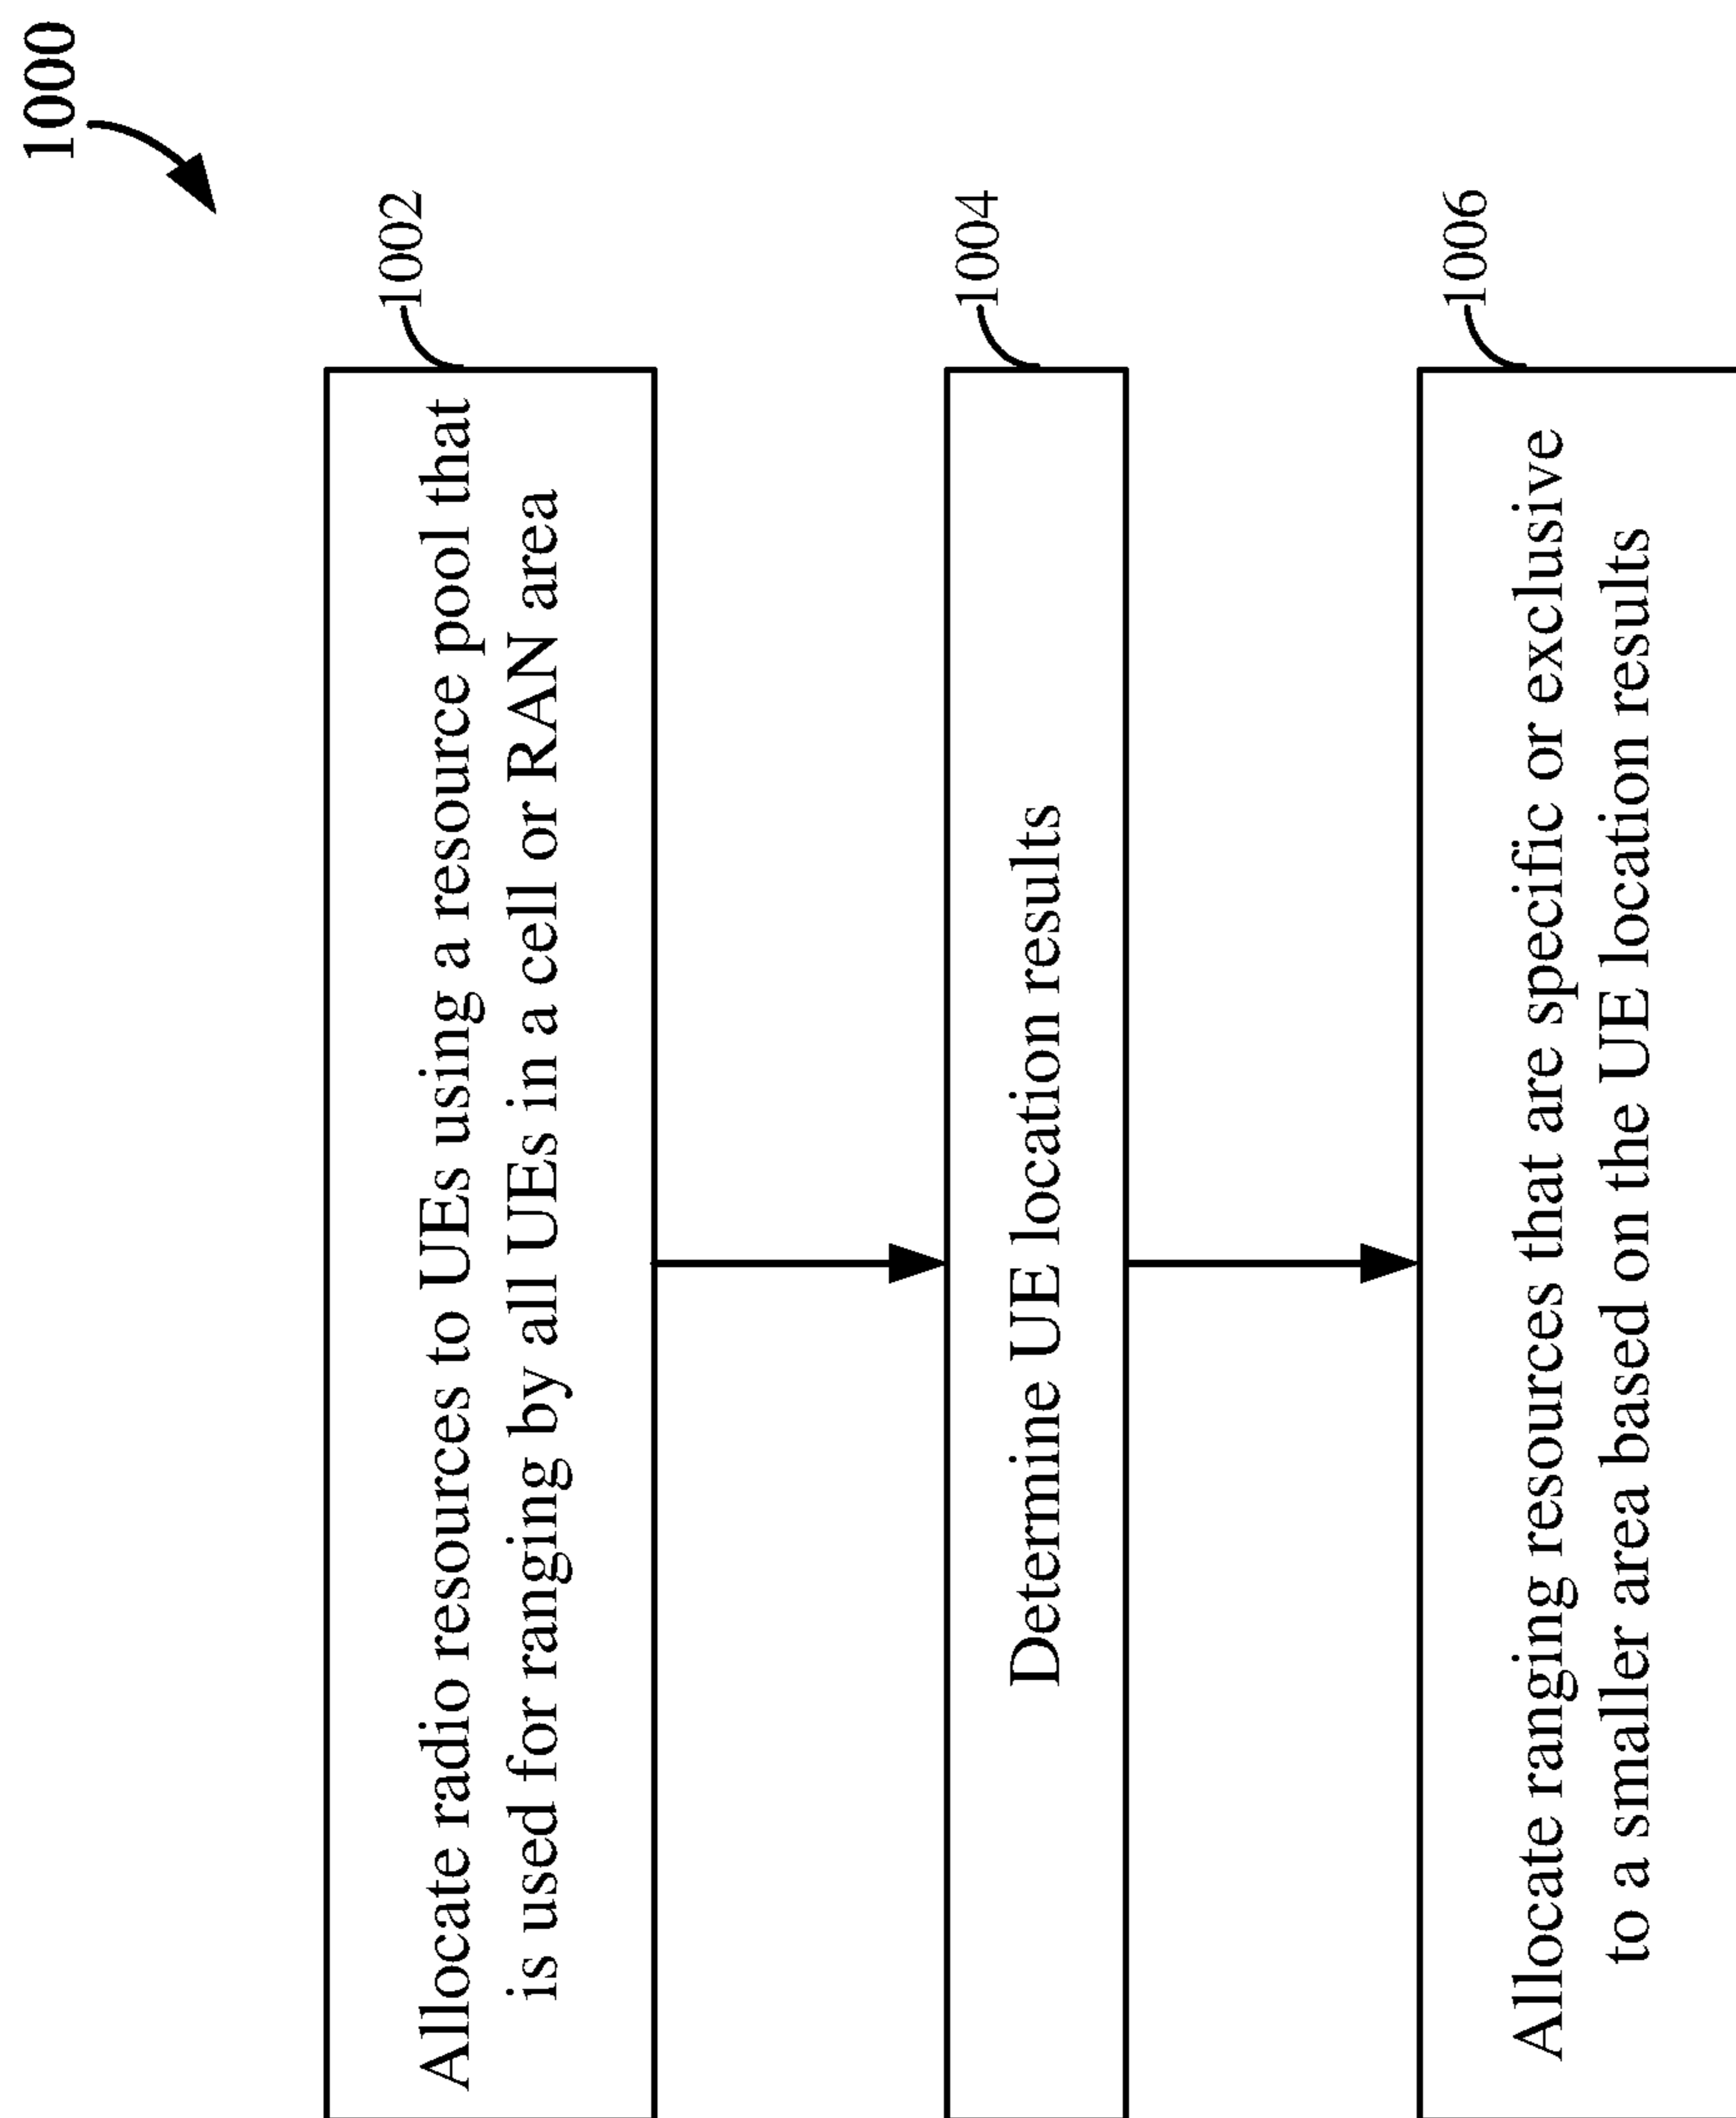 1000
1002
Allocate radio resources to UEs using a resource pool that
is used for ranging by all UEs in a cell or RAN area
1004
Determine UE location results
1006
Allocate ranging resources that are specific or exclusive
to a smaller area based on the UE location results